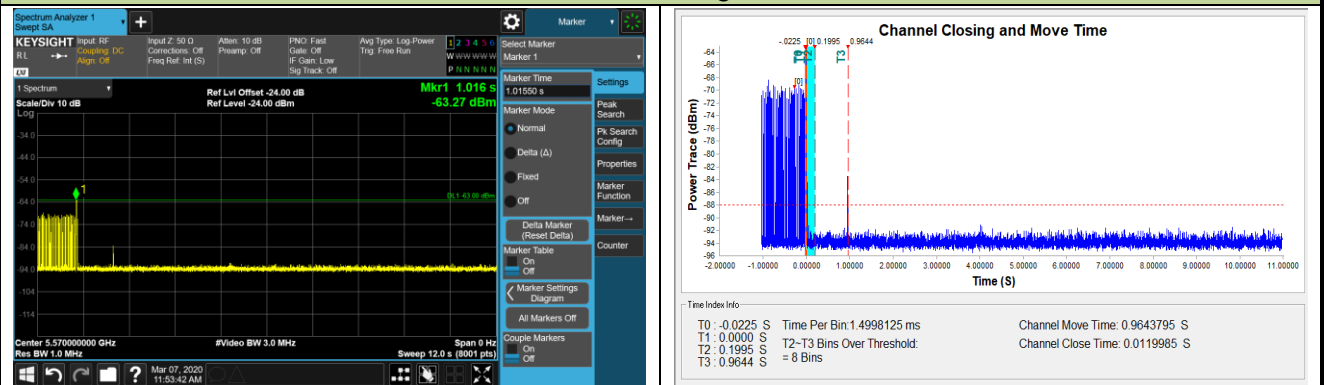 Spectrum Analyzer 1
Swept SA
Marker
KEYSIGHT
RL
LXI
Input: RF
Coupling: DC
Align: Off
Input Z: 50 Ω
Corrections: Off
Freq Ref: Int (S)
Atten: 10 dB
Preamp: Off
PNO: Fast
Gate: Off
IF Gain: Low
Sig Track: Off
Avg Type: Log-Power
Trig: Free Run
1 2 3 4 5 6
W W W W W W
P N N N N N
1 Spectrum
Scale/Div 10 dB
Log
Ref Lvl Offset -24.00 dB
Ref Level -24.00 dBm
Mkr1 1.016 s
-63.27 dBm
-34.0
-44.0
-54.0
-64.0
-74.0
-84.0
-94.0
-104
-114
1
DL1 -63.00 dBm
Center 5.570000000 GHz
Res BW 1.0 MHz
#Video BW 3.0 MHz
Span 0 Hz
Sweep 12.0 s (8001 pts)
Mar 07, 2020
11:53:42 AM
Select Marker
Marker 1
Marker Time
1.01550 s
Marker Mode
Normal
Delta (Δ)
Fixed
Off
Delta Marker
(Reset Delta)
Marker Table
On
Off
Marker Settings
Diagram
All Markers Off
Couple Markers
On
Off
Settings
Peak
Search
Pk Search
Config
Properties
Marker
Function
Marker→
Counter
Channel Closing and Move Time
-.0225 [0] 0.1995 0.9644
T2 T3
[0]
Power Trace (dBm)
-64
-66
-68
-70
-72
-74
-76
-78
-80
-82
-84
-86
-88
-90
-92
-94
-96
-2.00000 -1.00000 0.00000 1.00000 2.00000 3.00000 4.00000 5.00000 6.00000 7.00000 8.00000 9.00000 10.00000 11.00000
Time (S)
Time Index Info
T0 : -0.0225 S
T1 : 0.0000 S
T2 : 0.1995 S
T3 : 0.9644 S
Time Per Bin:1.4998125 ms
T2~T3 Bins Over Threshold:
= 8 Bins
Channel Move Time: 0.9643795 S
Channel Close Time: 0.0119985 S